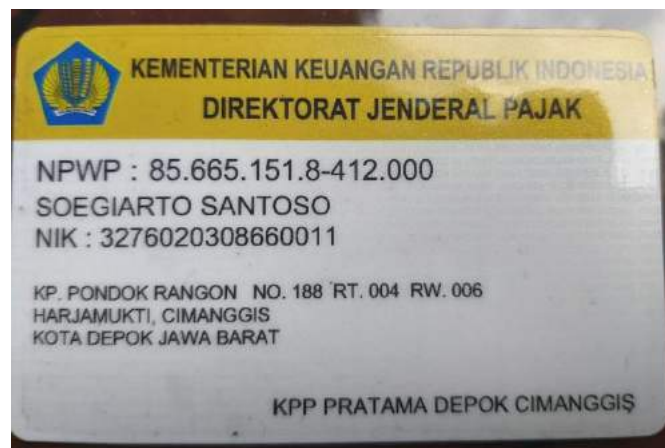 KEMENTERIAN KEUANGAN REPUBLIK INDONESIA
DIREKTORAT JENDERAL PAJAK
NPWP : 85.665.151.8-412.000
SOEGIARTO SANTOSO
NIK : 3276020308660011
KP. PONDOK RANGON NO. 188 RT. 004 RW. 006
HARJAMUKTI, CIMANGGIS
KOTA DEPOK JAWA BARAT
KPP PRATAMA DEPOK CIMANGGIS